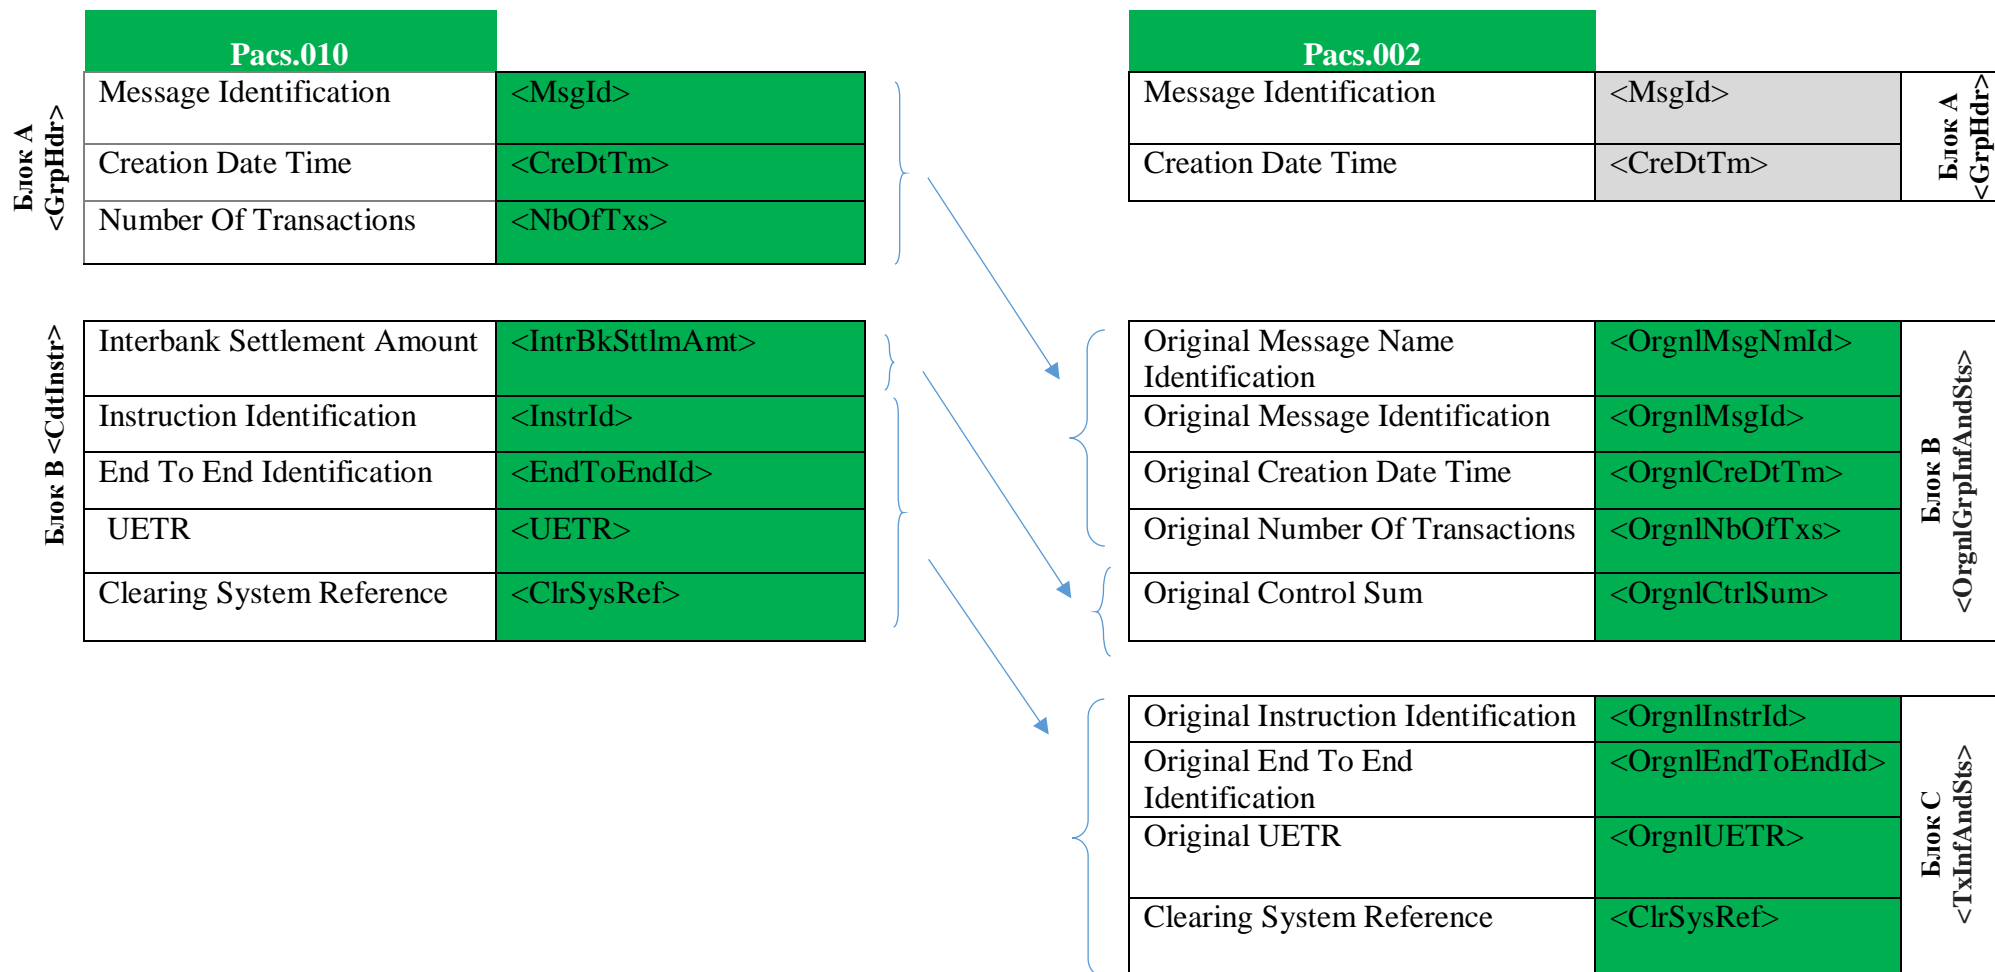 Pacs.010
Блок А
<GrpHdr>
Message Identification <MsgId>
Creation Date Time <CreDtTm>
Number Of Transactions <NbOfTxs>
Блок B <CdtInstr>
Interbank Settlement Amount <IntrBkSttlmAmt>
Instruction Identification <InstrId>
End To End Identification <EndToEndId>
UETR <UETR>
Clearing System Reference <ClrSysRef>
Pacs.002
Message Identification <MsgId>
Creation Date Time <CreDtTm>
Блок А
<GrpHdr>
Original Message Name
Identification <OrgnlMsgNmId>
Original Message Identification <OrgnlMsgId>
Original Creation Date Time <OrgnlCreDtTm>
Original Number Of Transactions <OrgnlNbOfTxs>
Original Control Sum <OrgnlCtrlSum>
Блок B
<OrgnlGrpInfAndSts>
Original Instruction Identification <OrgnlInstrId>
Original End To End
Identification <OrgnlEndToEndId>
Original UETR <OrgnlUETR>
Clearing System Reference <ClrSysRef>
Блок C
<TxInfAndSts>